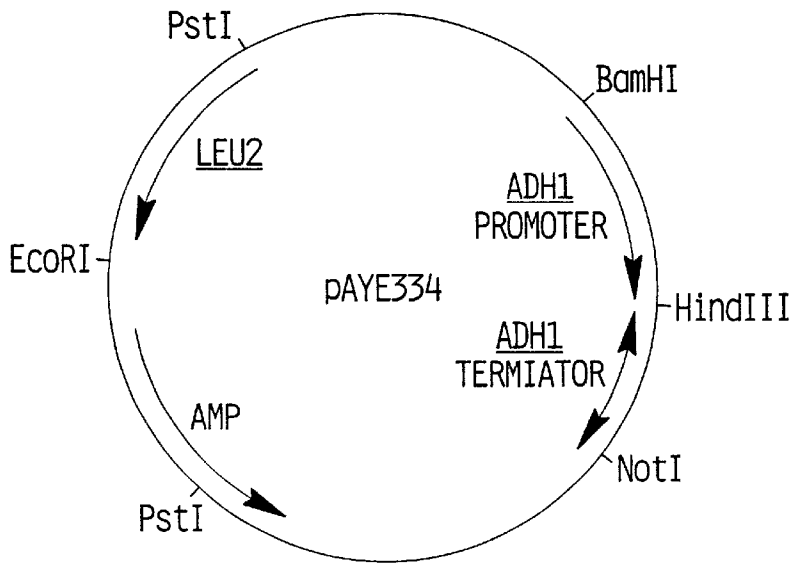 PstI
BamHI
LEU2
ADH1
PROMOTER
EcoRI
pAYE334
HindIII
ADH1
TERMIATOR
AMP
NotI
PstI